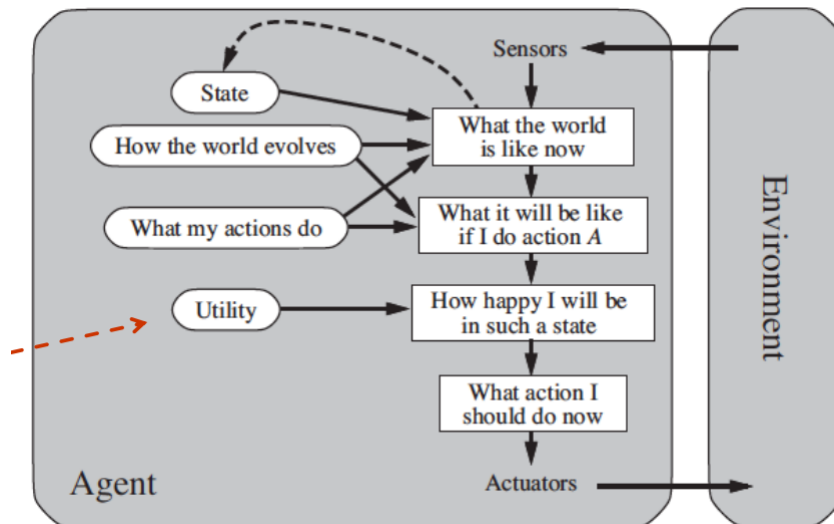 Sensors
State
What the world
is like now
How the world evolves
What it will be like
if I do action A
What my actions do
Utility
How happy I will be
in such a state
What action I
should do now
Agent
Actuators
Environment